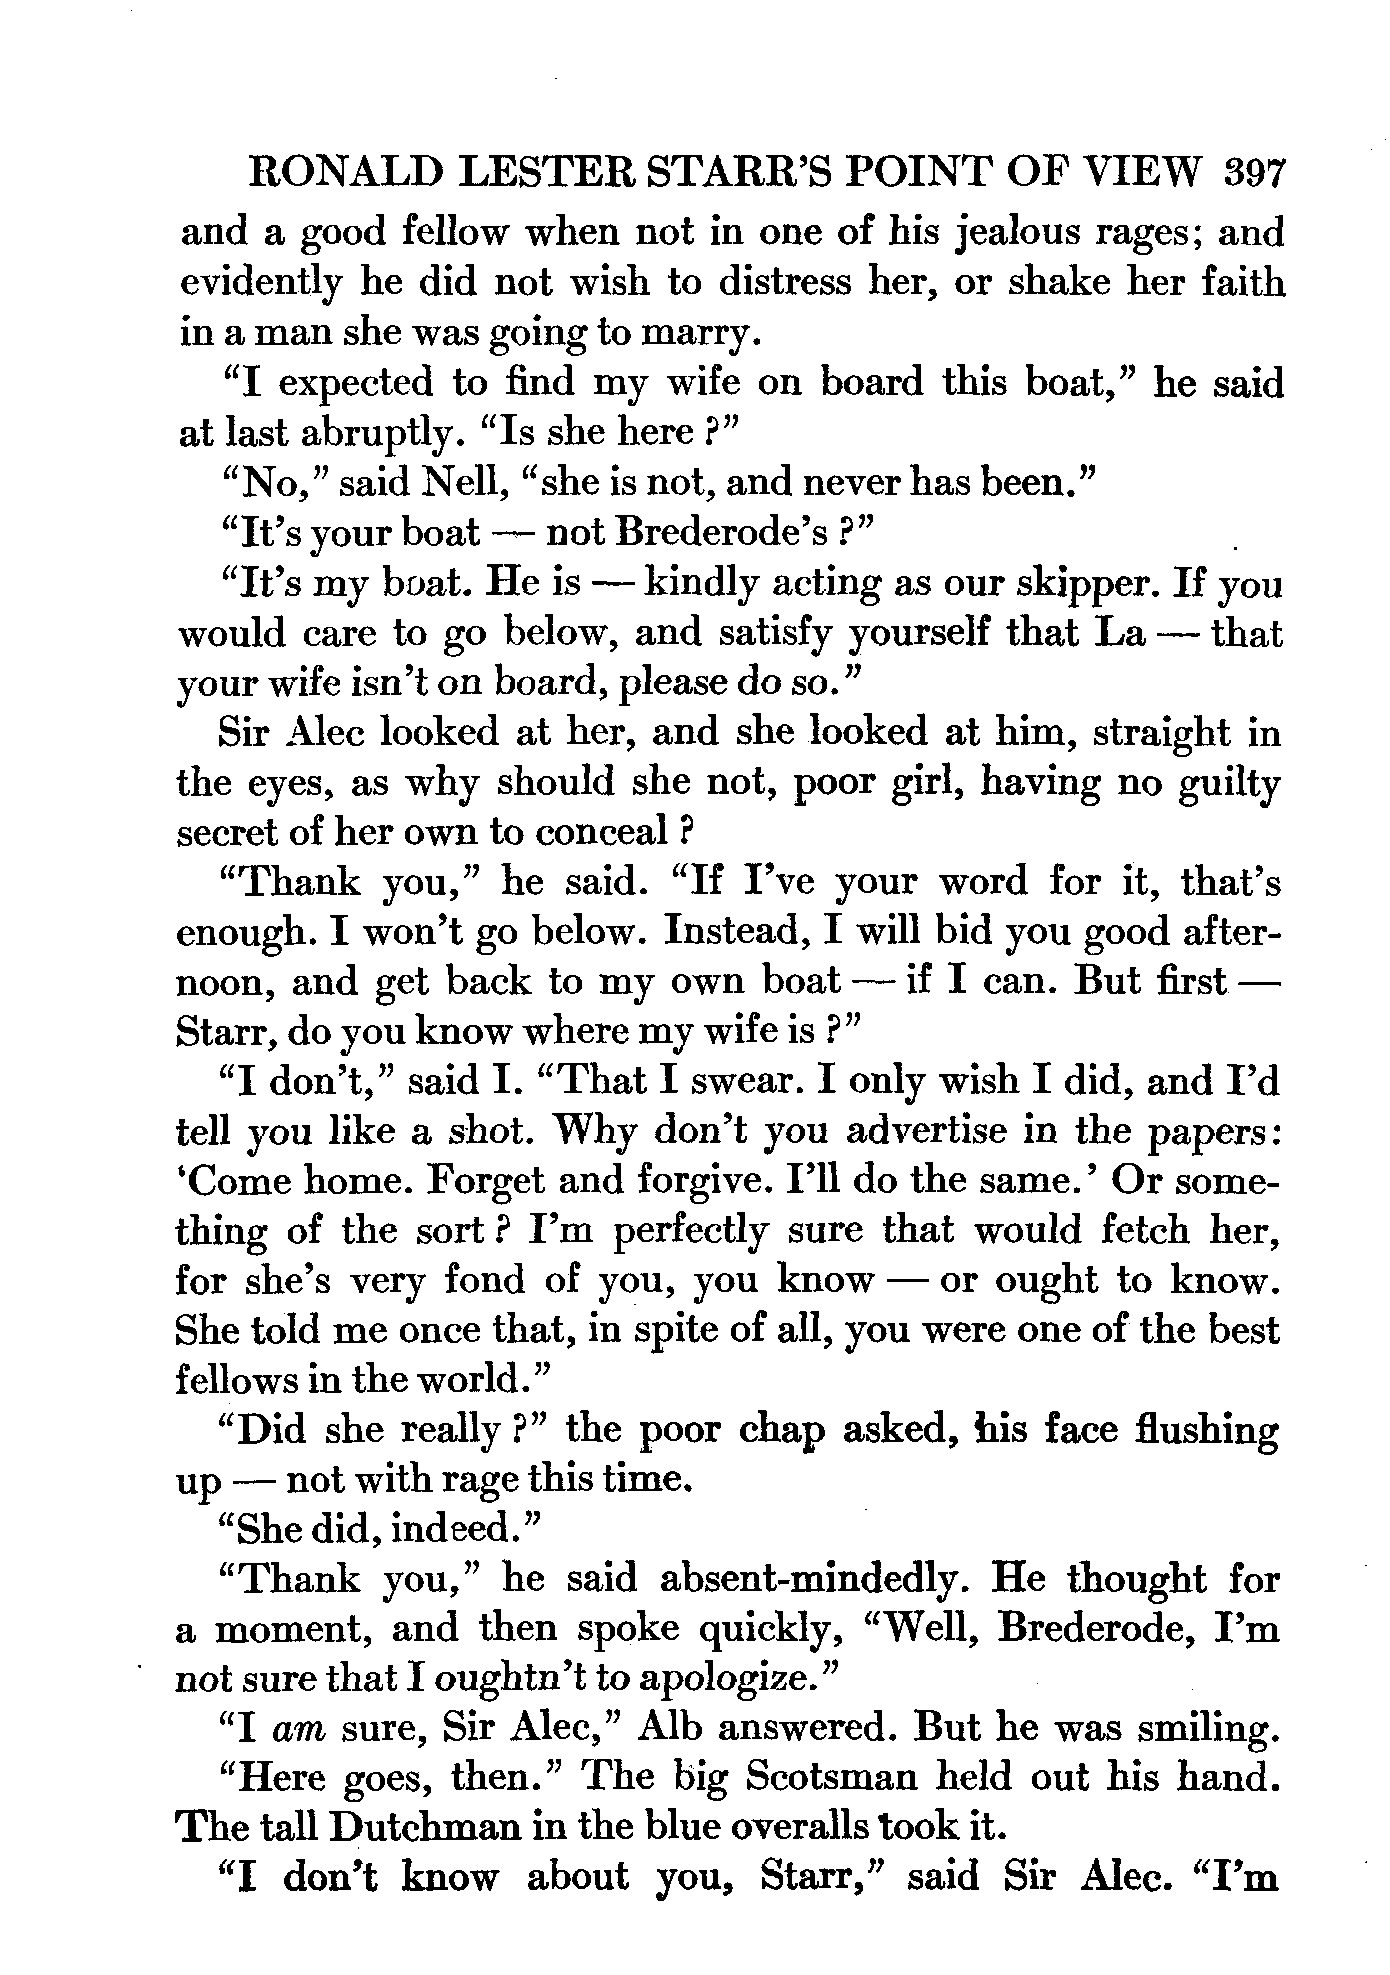 RONALD LESTER STARR'S POINT OF VIEW 397
and a good fellow when not in one of his jealous rages; and
evidently he did not wish to distress her, or shake her faith
in a man she was going to marry.
“I expected to find my wife on board this boat,” he said
at last abruptly. “Is she here ?”
“No,” said Nell, “she is not, and never has been.”
“It's your boat — not Brederode's ?”
“It's my boat. He is — kindly acting as our skipper. If you
would care to go below, and satisfy yourself that La — that
your wife isn't on board, please do so.”
Sir Alec looked at her, and she looked at him, straight in
the eyes, as why should she not, poor girl, having no guilty
secret of her own to conceal ?
“Thank you,” he said. “If I've your word for it, that's
enough. I won't go below. Instead, I will bid you good after-
noon, and get back to my own boat — if I can. But first —
Starr, do you know where my wife is ?”
“I don't,” said I. “That I swear. I only wish I did, and I'd
tell you like a shot. Why don't you advertise in the papers:
‘Come home. Forget and forgive. I'll do the same.’ Or some-
thing of the sort ? I'm perfectly sure that would fetch her,
for she's very fond of you, you know — or ought to know.
She told me once that, in spite of all, you were one of the best
fellows in the world.”
“Did she really ?” the poor chap asked, his face flushing
up — not with rage this time.
“She did, indeed.”
“Thank you,” he said absent-mindedly. He thought for
a moment, and then spoke quickly, “Well, Brederode, I'm
not sure that I oughtn't to apologize.”
“I am sure, Sir Alec,” Alb answered. But he was smiling.
“Here goes, then.” The big Scotsman held out his hand.
The tall Dutchman in the blue overalls took it.
“I don't know about you, Starr,” said Sir Alec. “I'm